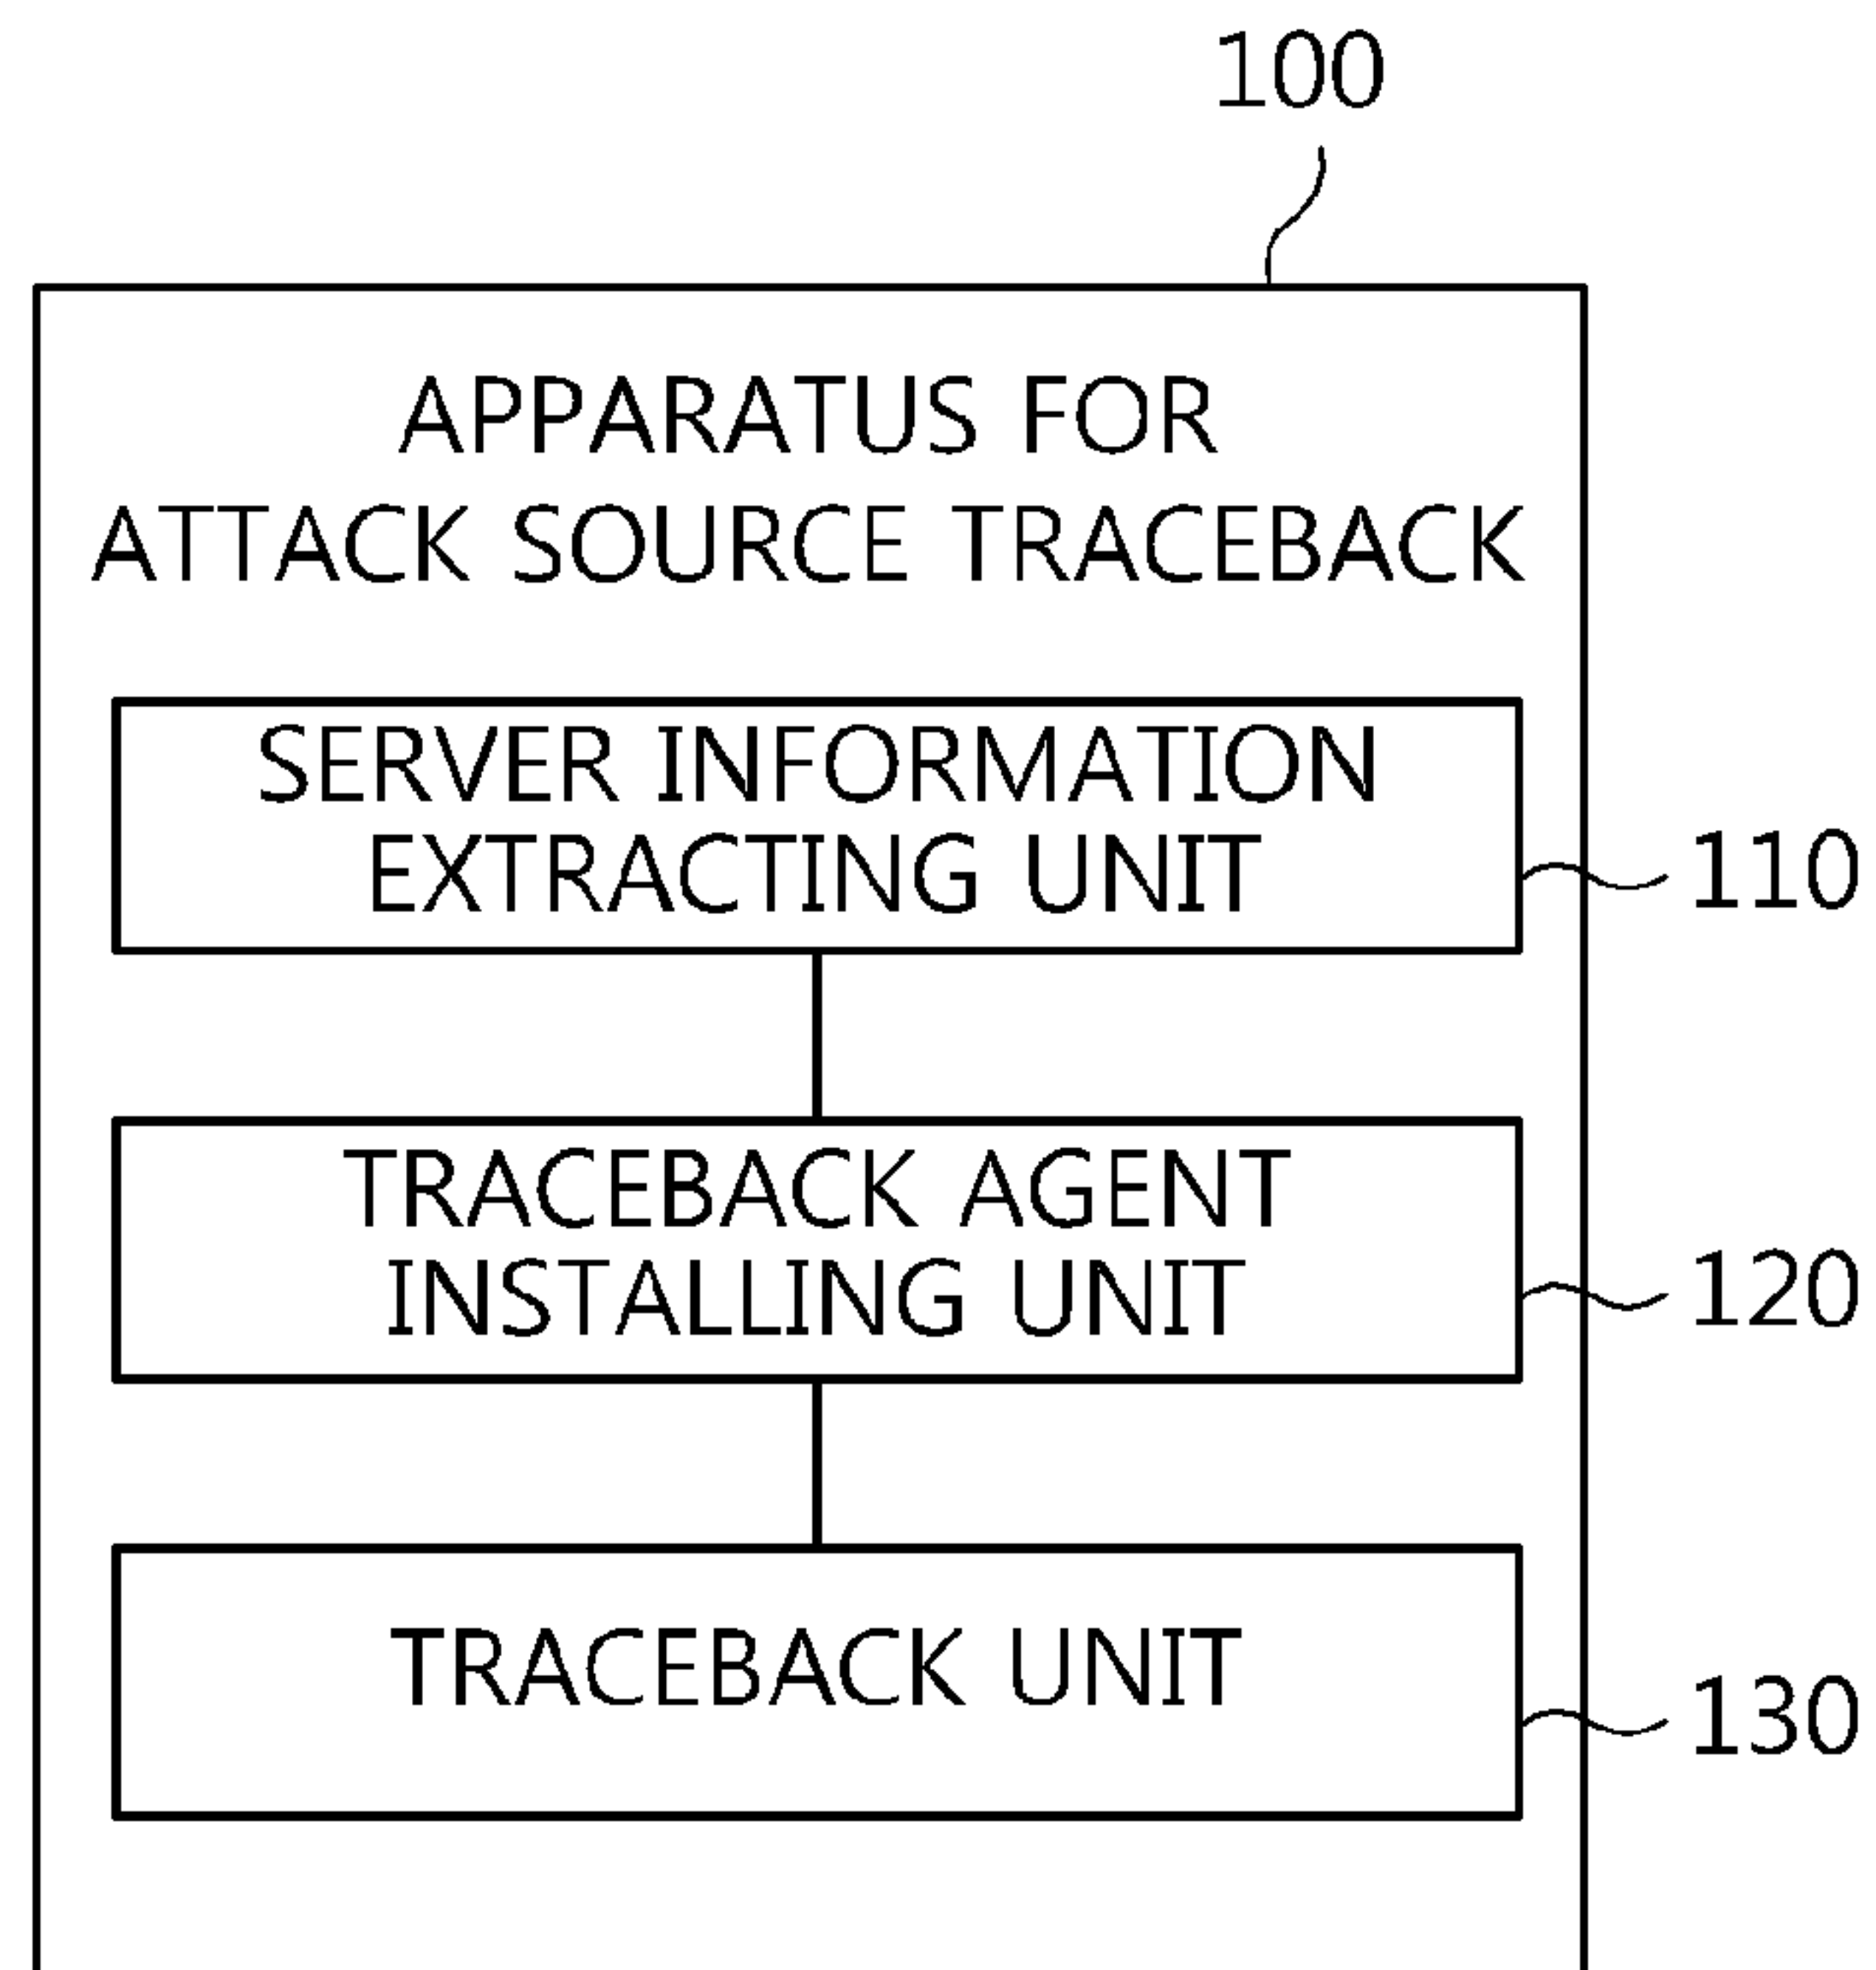 100
APPARATUS FOR
ATTACK SOURCE TRACEBACK
SERVER INFORMATION
EXTRACTING UNIT
110
TRACEBACK AGENT
INSTALLING UNIT
120
TRACEBACK UNIT
130